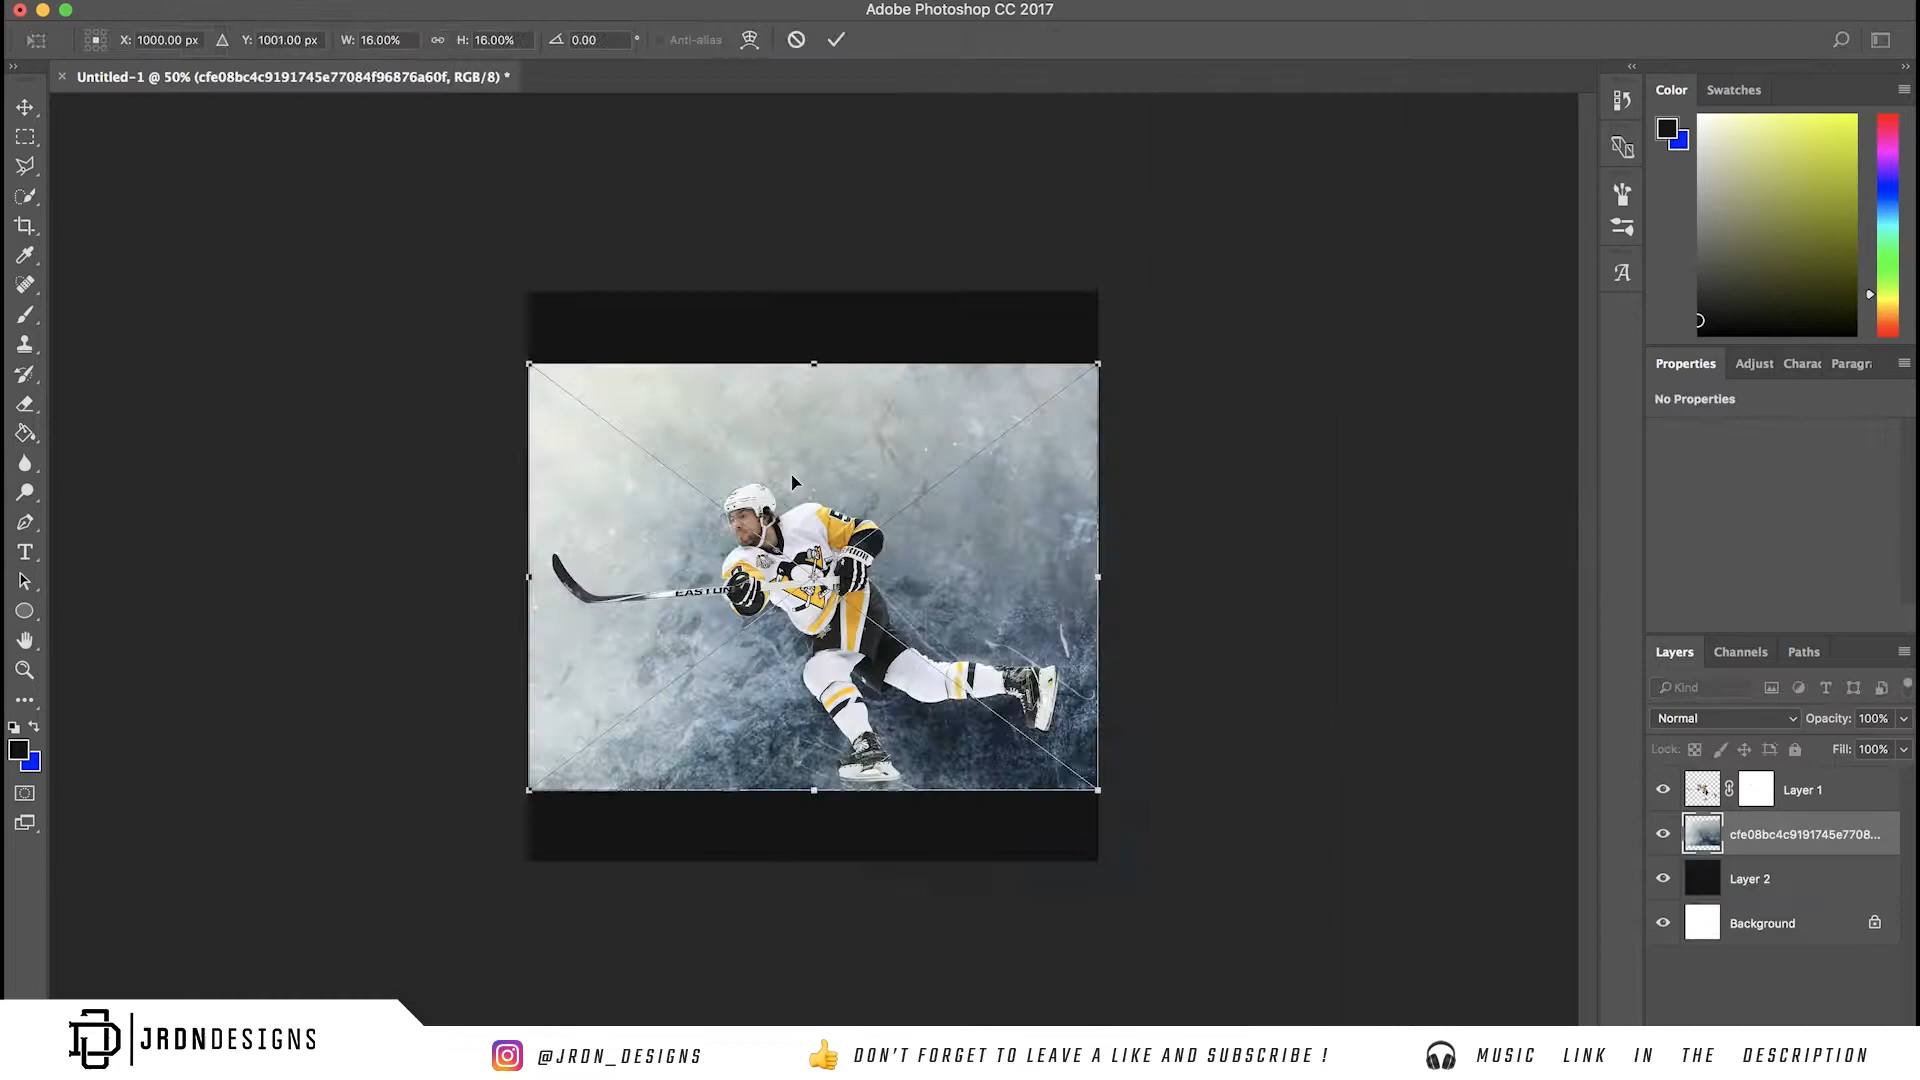 Adobe Photoshop CC 2017
X: 1000.00 px Y: 1001.00 px W: 16.00% H: 16.00% 0.00 ° Anti-alias
Untitled-1 @ 50% (cfe08bc4c9191745e77084f96876a60f, RGB/8) *
Color Swatches
Properties Adjust Charac Paragr
No Properties
EASTON
Layers Channels Paths
Kind
Normal Opacity: 100%
Lock: Fill: 100%
Layer 1
cfe08bc4c9191745e7708...
Layer 2
Background
JRDNDESIGNS
@JRDN_DESIGNS
DON'T FORGET TO LEAVE A LIKE AND SUBSCRIBE !
MUSIC LINK IN THE DESCRIPTION